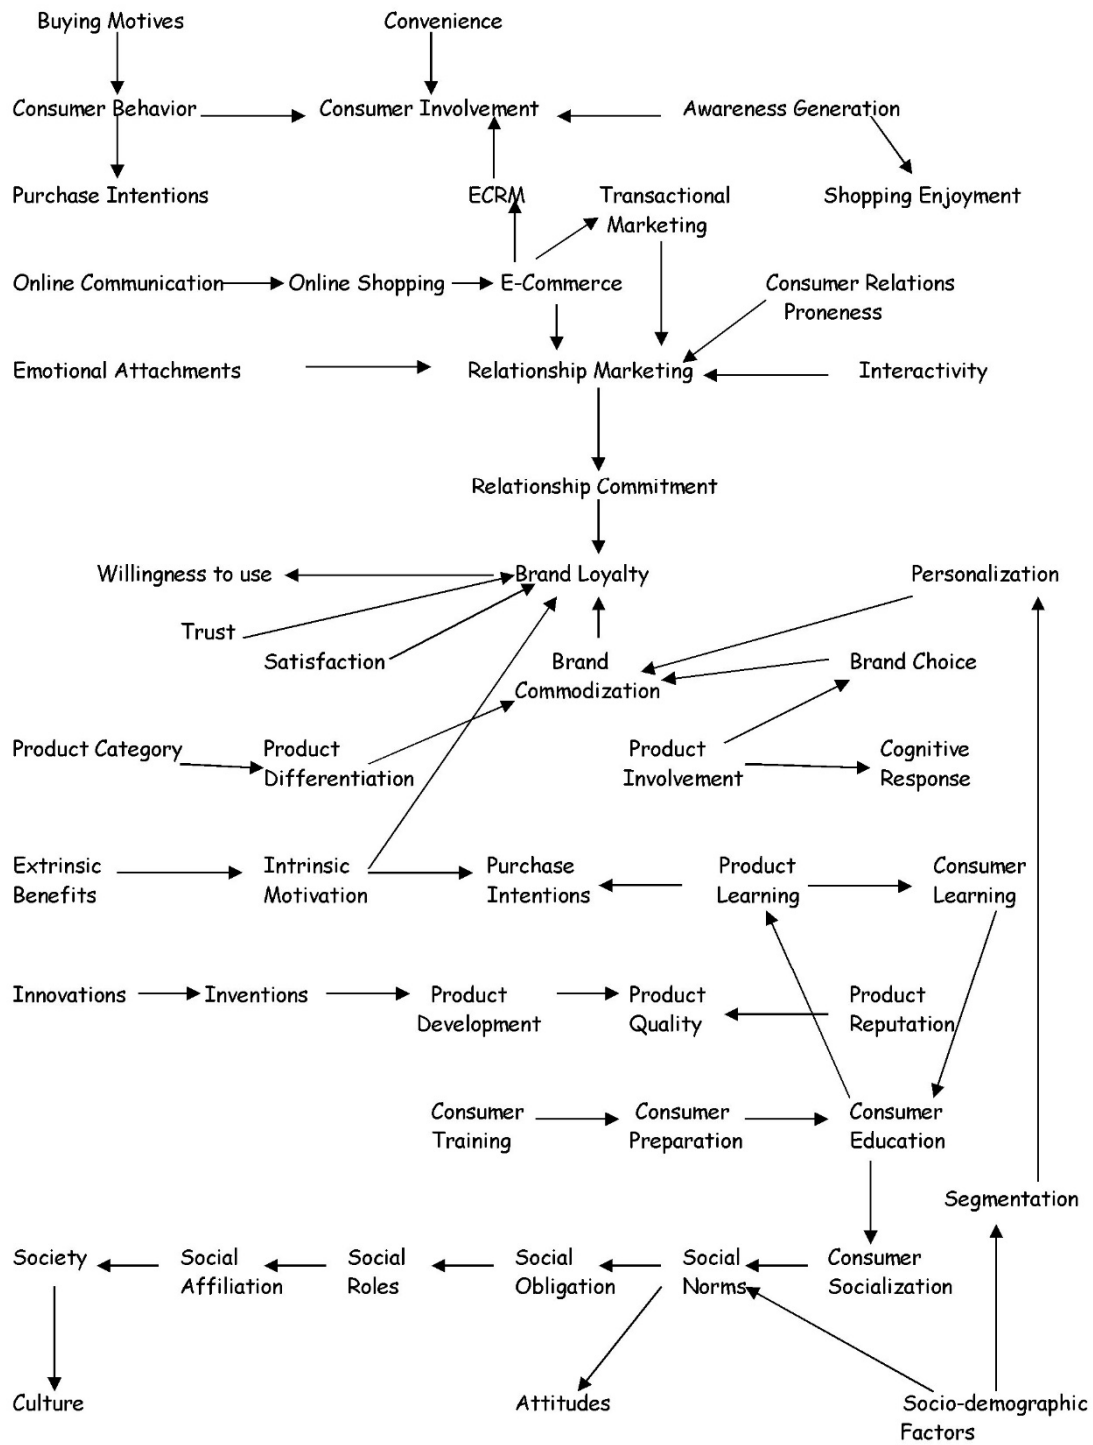 Buying Motives
Convenience
Consumer Behavior
Consumer Involvement
Awareness Generation
Purchase Intentions
ECRM
Transactional
Marketing
Shopping Enjoyment
Online Communication
Online Shopping
E-Commerce
Consumer Relations
Proneness
Emotional Attachments
Relationship Marketing
Interactivity
Relationship Commitment
Willingness to use
Brand Loyalty
Personalization
Trust
Satisfaction
Brand
Commodization
Brand Choice
Product Category
Product
Differentiation
Product
Involvement
Cognitive
Response
Extrinsic
Benefits
Intrinsic
Motivation
Purchase
Intentions
Product
Learning
Consumer
Learning
Innovations
Inventions
Product
Development
Product
Quality
Product
Reputation
Consumer
Training
Consumer
Preparation
Consumer
Education
Segmentation
Society
Social
Affiliation
Social
Roles
Social
Obligation
Social
Norms
Consumer
Socialization
Culture
Attitudes
Socio-demographic
Factors